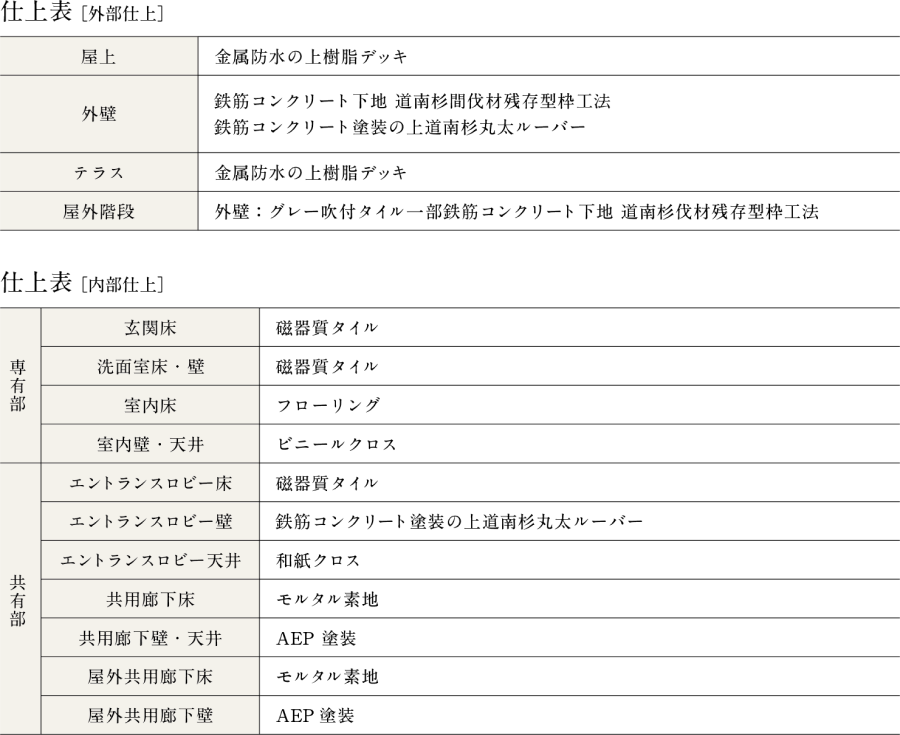 仕上表 [外部仕上]
屋上 金属防水の上樹脂デッキ
外壁 鉄筋コンクリート下地 道南杉間伐材残存型枠工法
鉄筋コンクリート塗装の上道南杉丸太ルーバー
テラス 金属防水の上樹脂デッキ
屋外階段 外壁：グレー吹付タイル一部鉄筋コンクリート下地 道南杉伐材残存型枠工法
仕上表 [内部仕上]
専有部
玄関床 磁器質タイル
洗面室床・壁 磁器質タイル
室内床 フローリング
室内壁・天井 ビニールクロス
共有部
エントランスロビー床 磁器質タイル
エントランスロビー壁 鉄筋コンクリート塗装の上道南杉丸太ルーバー
エントランスロビー天井 和紙クロス
共用廊下床 モルタル素地
共用廊下壁・天井 AEP 塗装
屋外共用廊下床 モルタル素地
屋外共用廊下壁 AEP 塗装